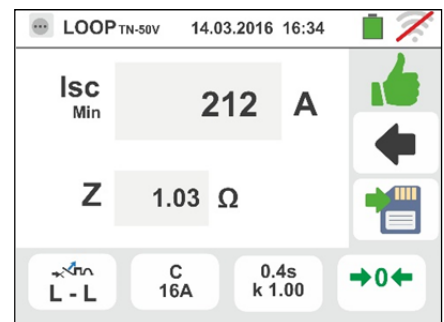 LOOP TN-50V 14.03.2016 16:34
Isc 212 A
Min
Z 1.03 Ω
L - L
C
16A
0.4s
k 1.00
➔0←